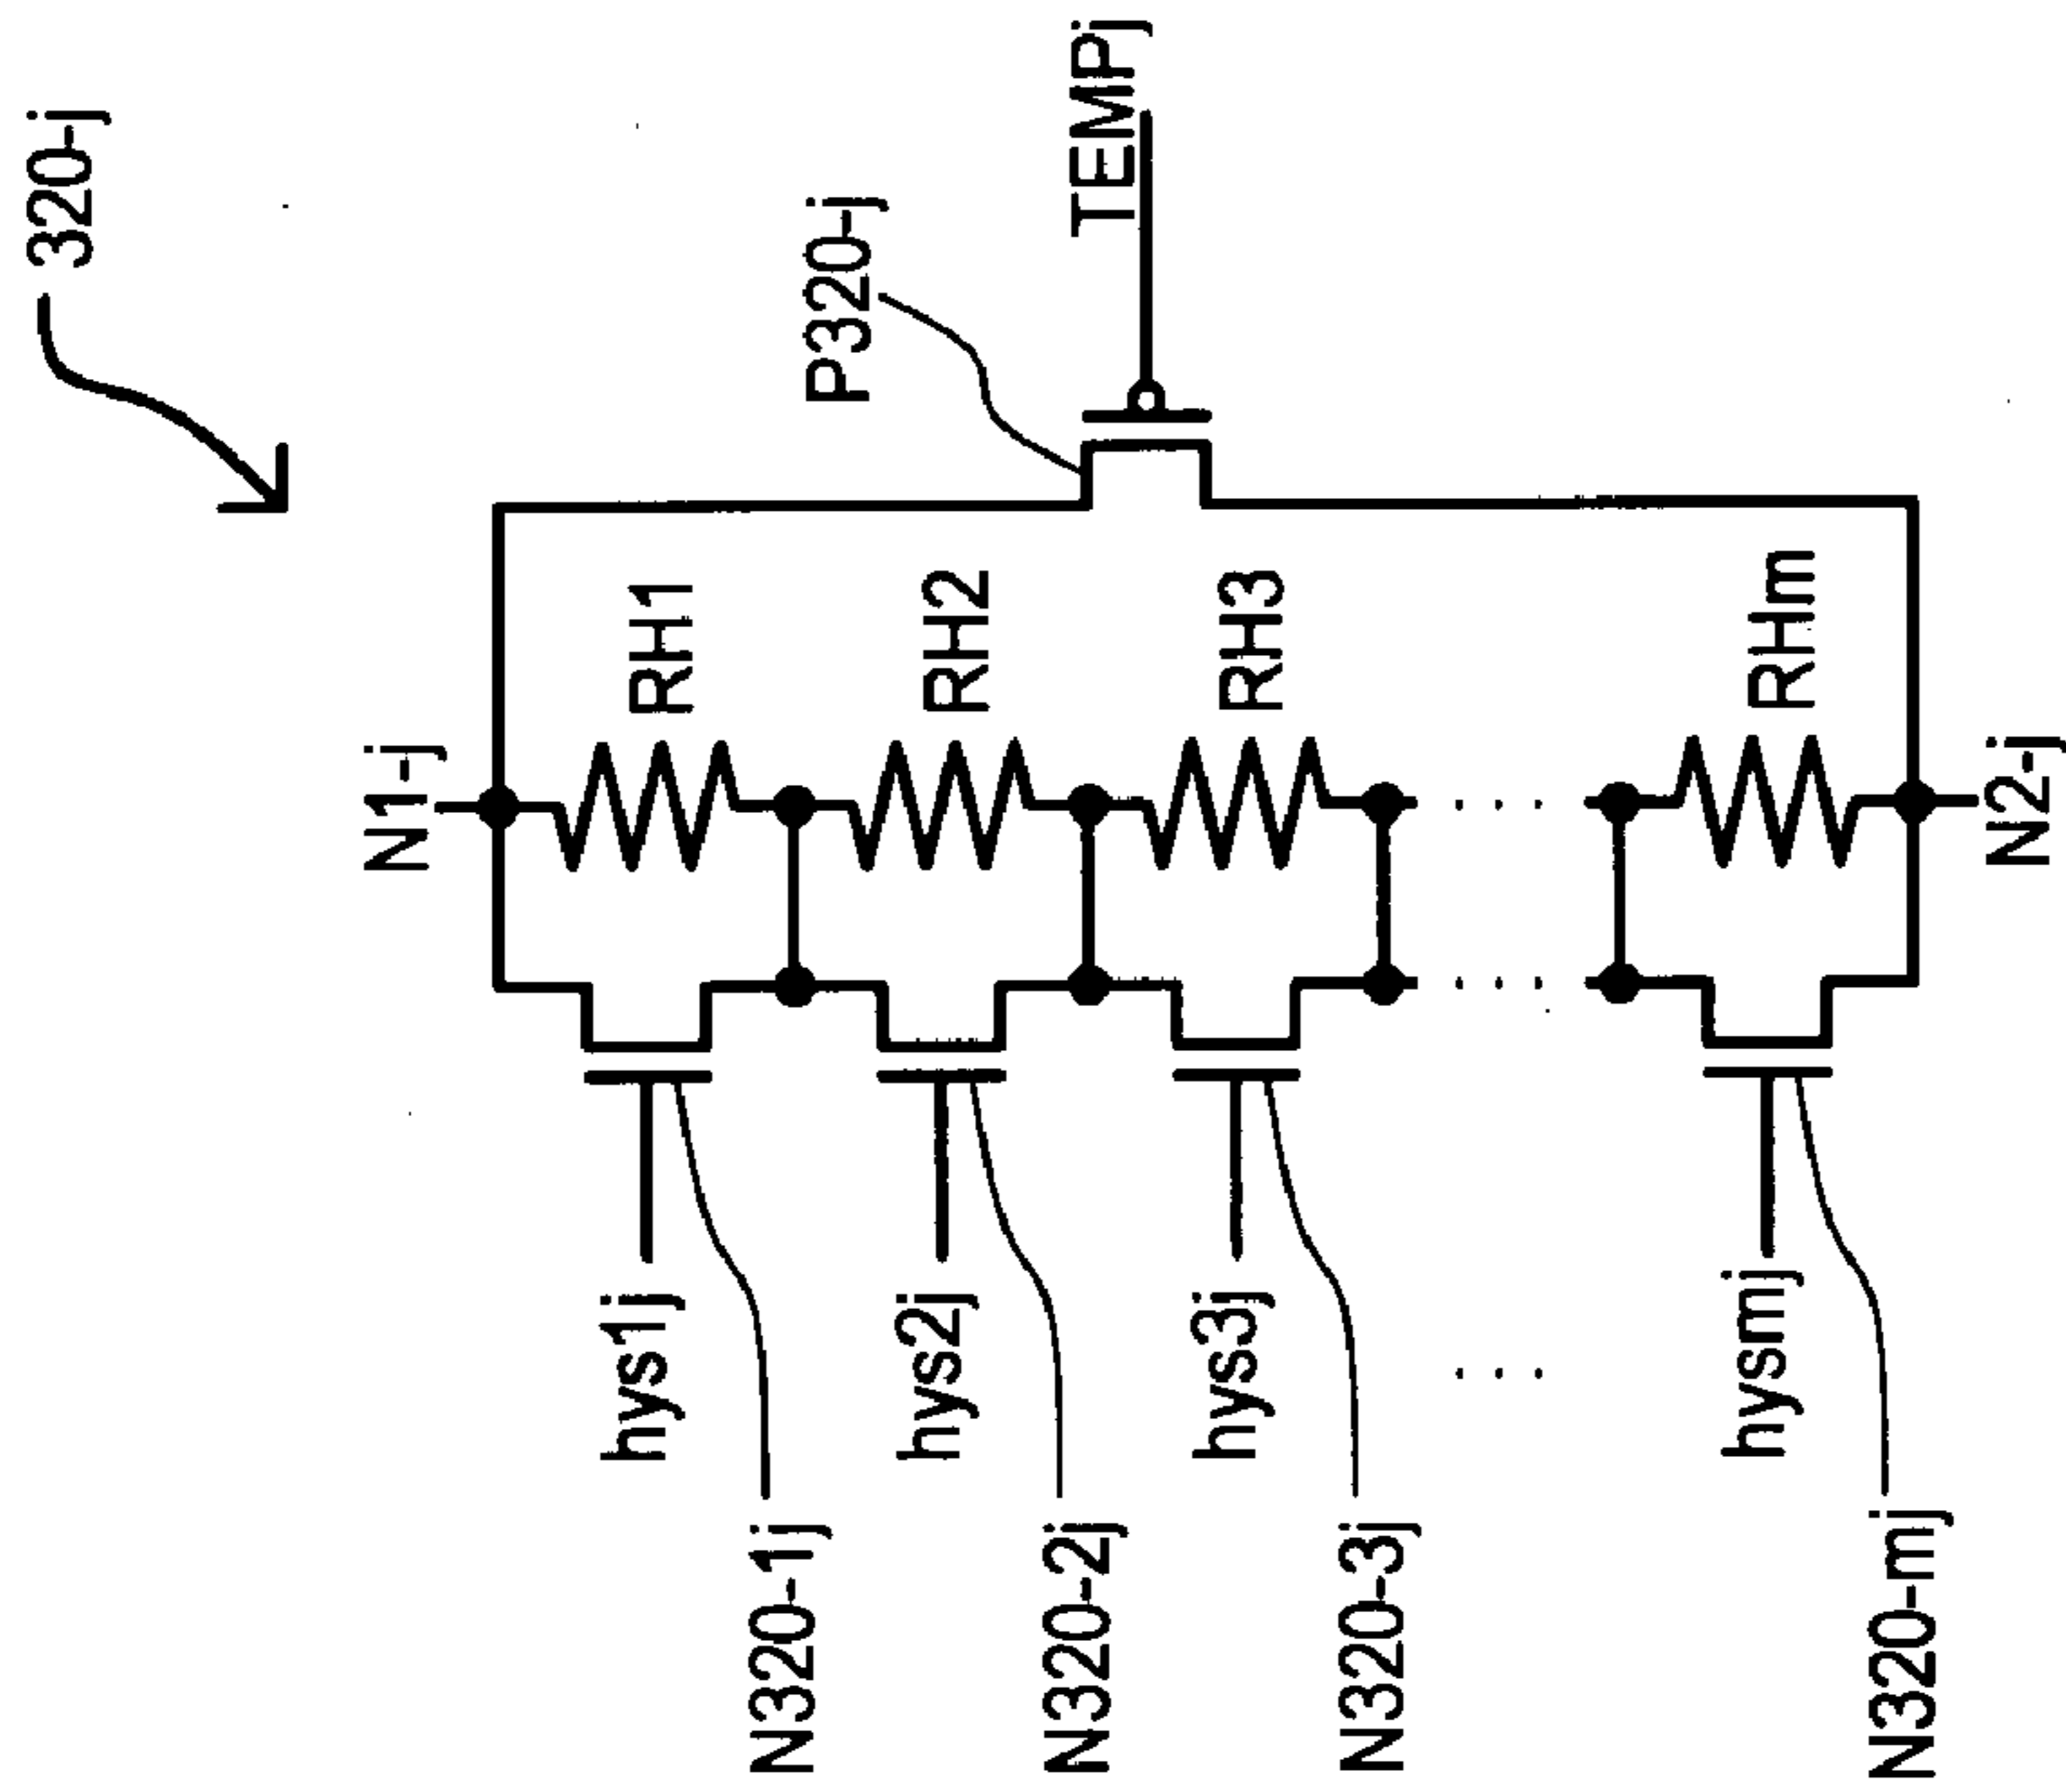 320-j
P320-j
TEMPj
N1-j
RH1
RH2
RH3
RHm
N2-j
hys1j
hys2j
hys3j
. . .
hysmj
N320-1j
N320-2j
N320-3j
N320-mj